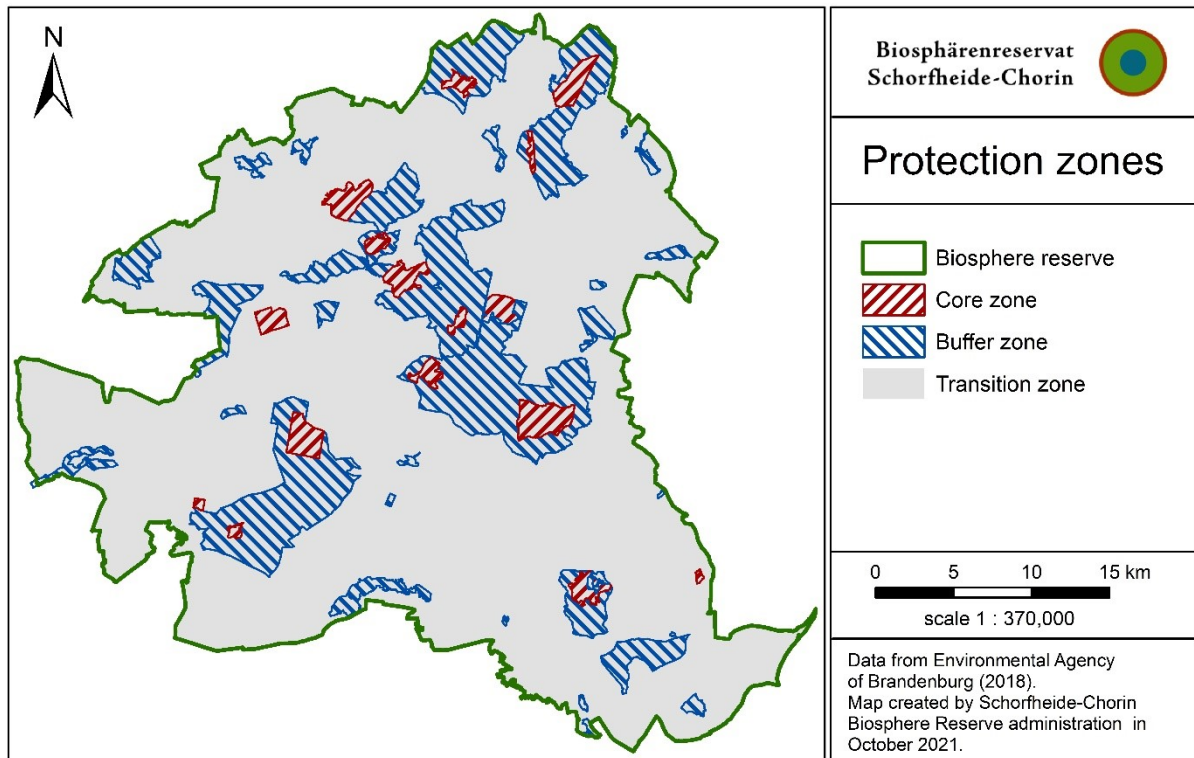 N
Biosphärenreservat
Schorfheide-Chorin
Protection zones
Biosphere reserve
Core zone
Buffer zone
Transition zone
0 5 10 15 km
scale 1 : 370,000
Data from Environmental Agency
of Brandenburg (2018).
Map created by Schorfheide-Chorin
Biosphere Reserve administration in
October 2021.